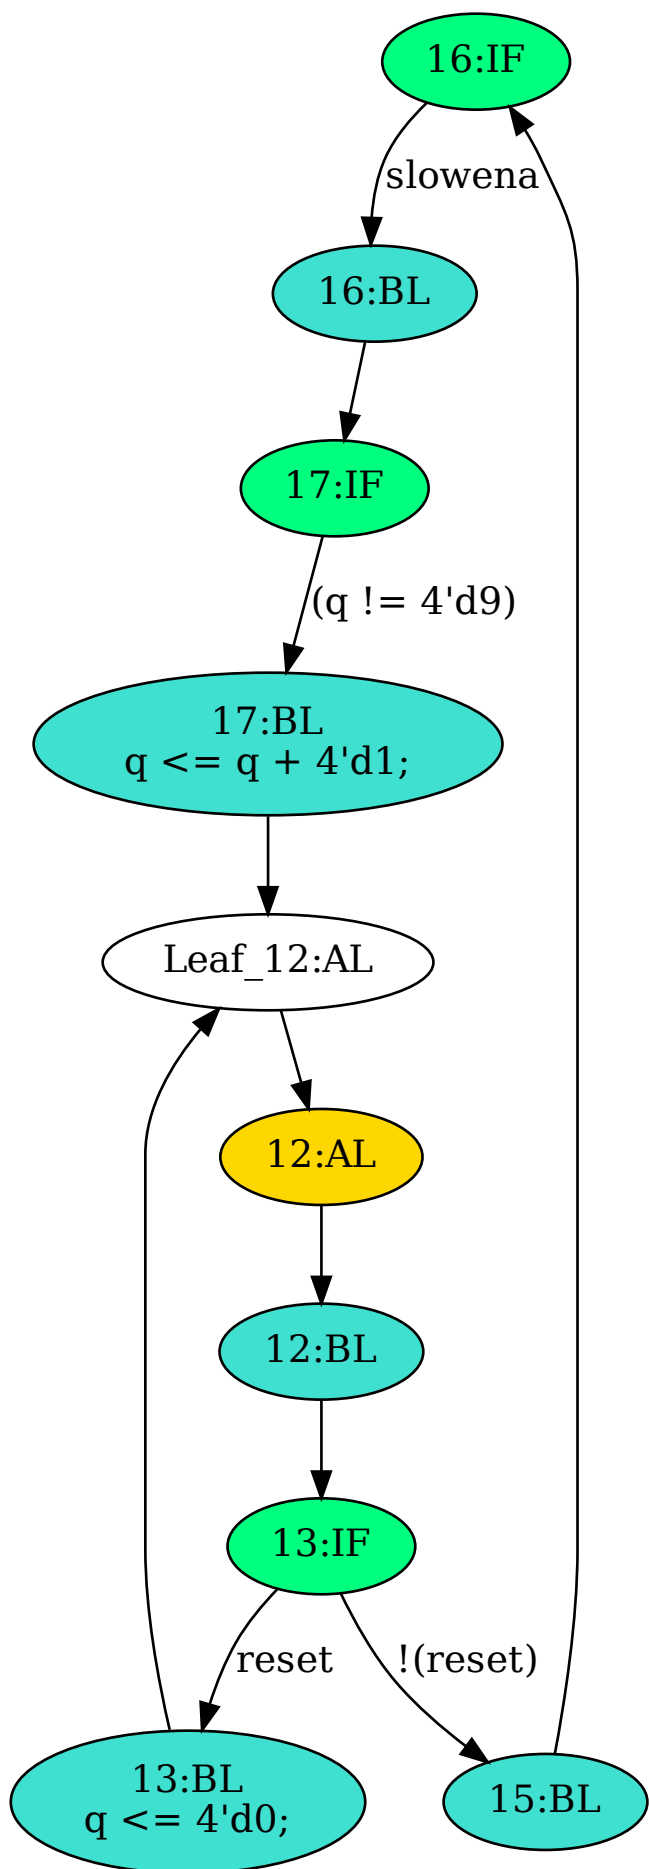 16:IF
slowena
16:BL
17:IF
(q != 4'd9)
17:BL
q <= q + 4'd1;
Leaf_12:AL
12:AL
12:BL
13:IF
reset
!(reset)
13:BL
q <= 4'd0;
15:BL